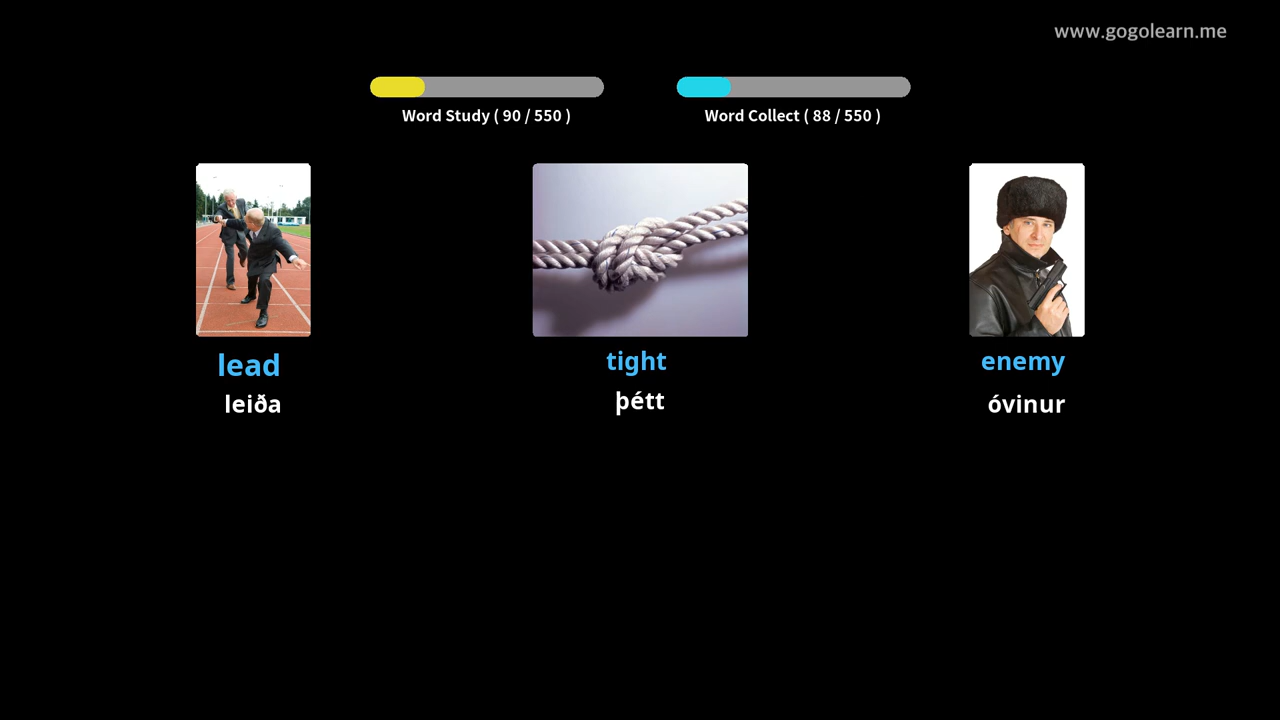 www.gogolearn.me
Word Study ( 90 / 550 )
Word Collect ( 88 / 550 )
lead
leiða
tight
þétt
enemy
óvinur